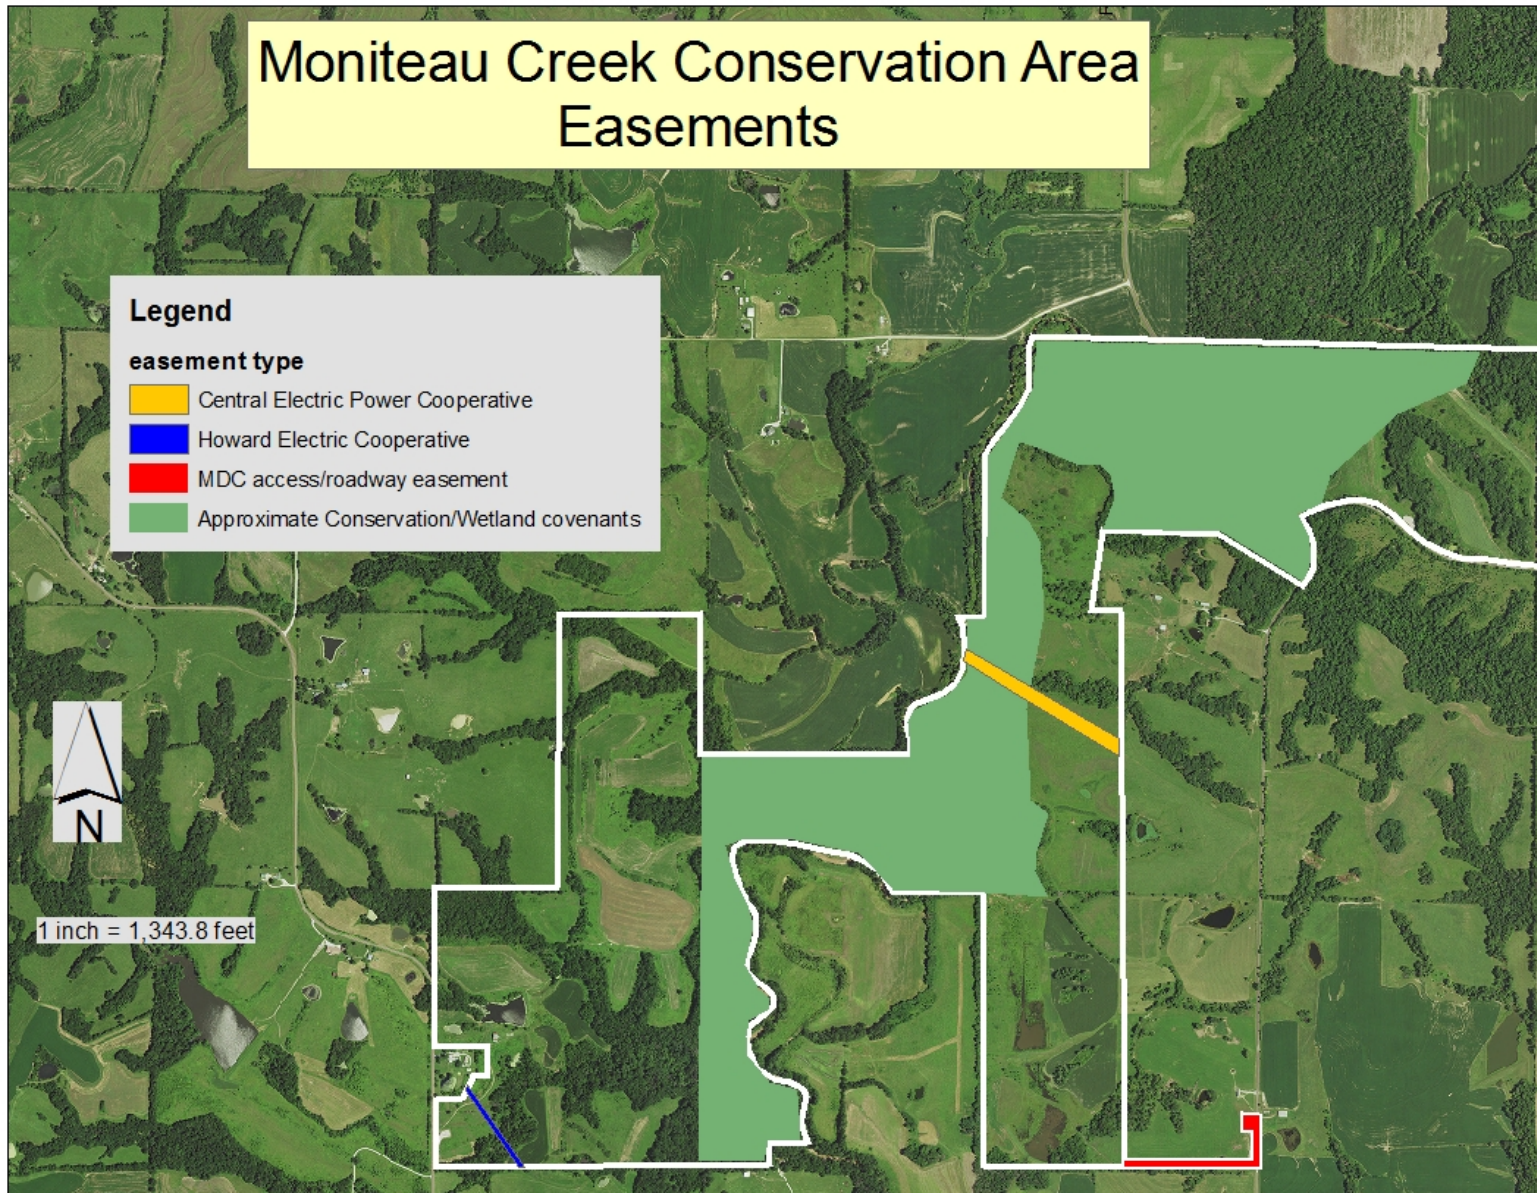 Moniteau Creek Conservation Area
Easements
Legend
easement type
Central Electric Power Cooperative
Howard Electric Cooperative
MDC access/roadway easement
Approximate Conservation/Wetland covenants
N
1 inch = 1,343.8 feet